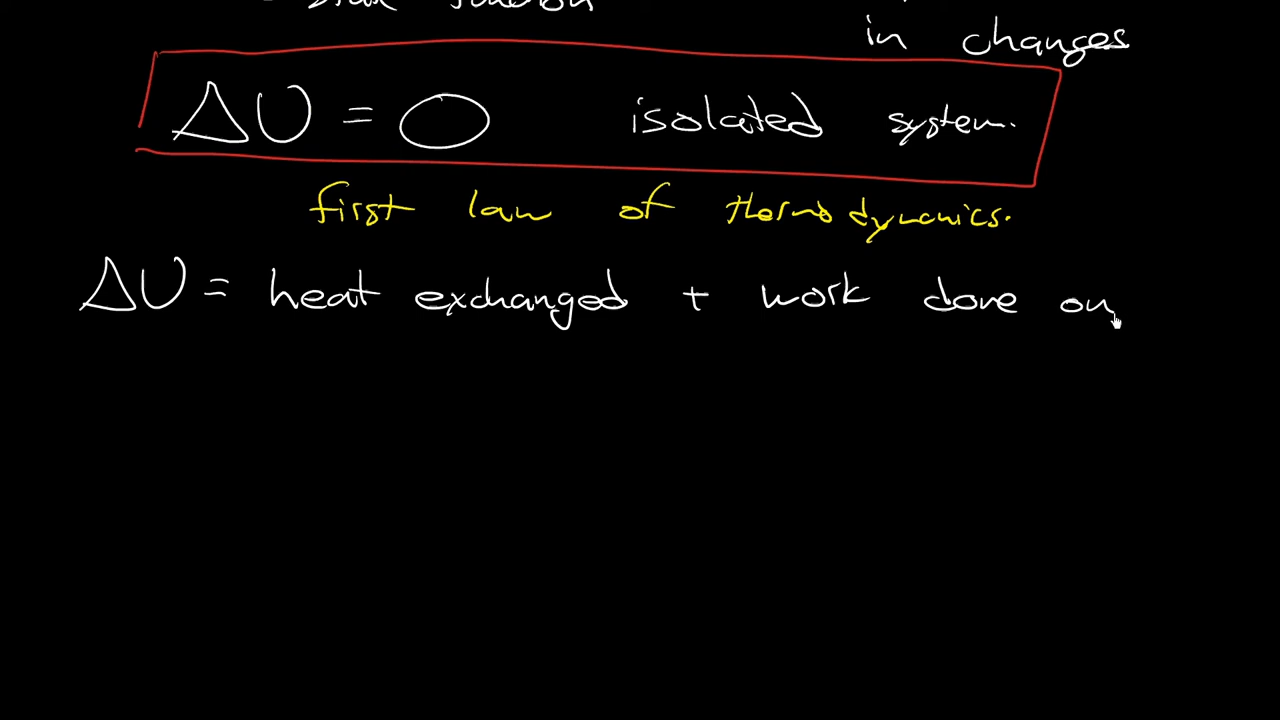 in changes
ΔU = 0 isolated system.
first law of thermodynamics.
ΔU = heat exchanged + work done on